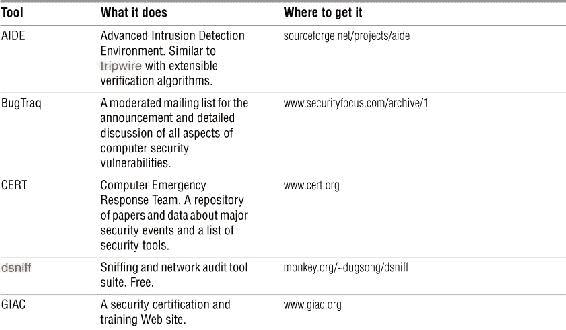 Tool What it does Where to get it
AIDE Advanced Intrusion Detection sourceforge.net/projects/aide
Environment. Similar to
tripwire with extensible
verification algorithms.
BugTraq A moderated mailing list for the www.securityfocus.com/archive/1
announcement and detailed
discussion of all aspects of
computer security
vulnerabilities.
CERT Computer Emergency www.cert.org
Response Team. A repository
of papers and data about major
security events and a list of
security tools.
dsniff Sniffing and network audit tool monkey.org/~dugsong/dsniff
suite. Free.
GIAC A security certification and www.giac.org
training Web site.